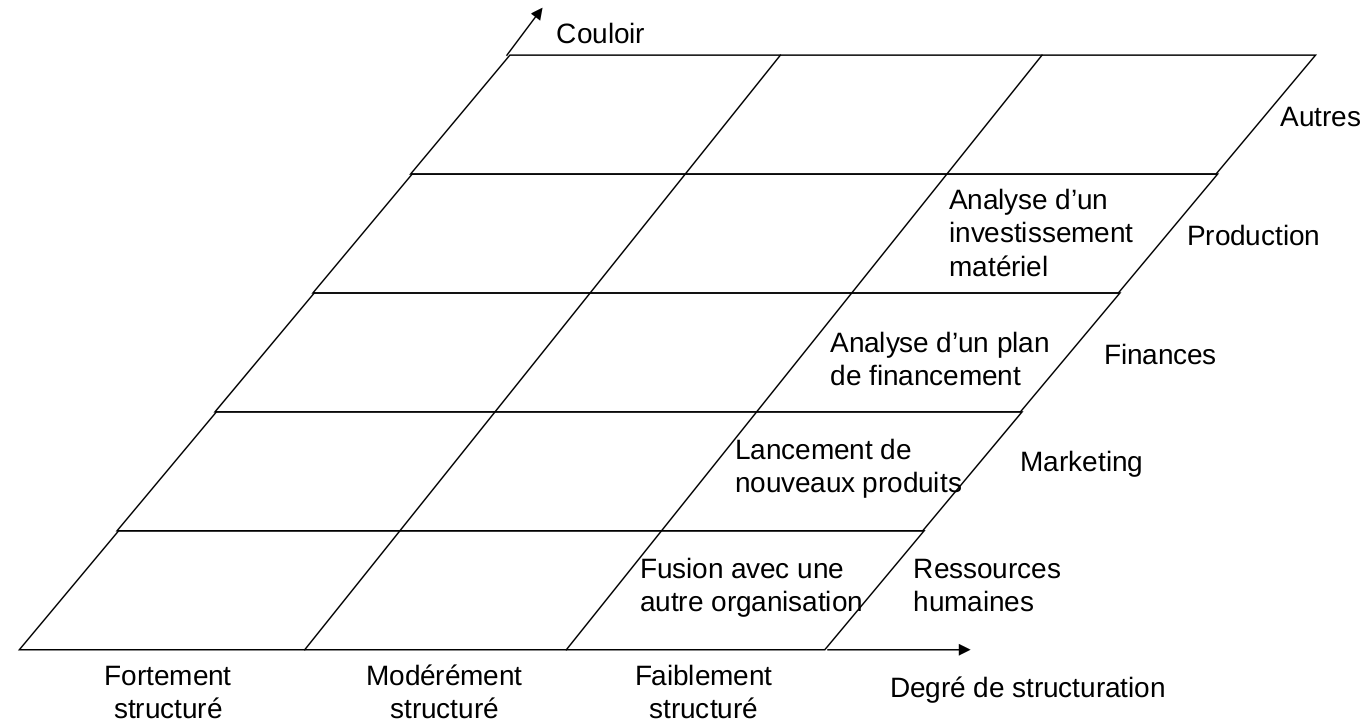 Couloir
Autres
Analyse d’un
investissement
matériel
Production
Analyse d’un plan
de financement
Finances
Lancement de
nouveaux produits
Marketing
Fusion avec une
autre organisation
Ressources
humaines
Fortement
structuré
Modérément
structuré
Faiblement
structuré
Degré de structuration